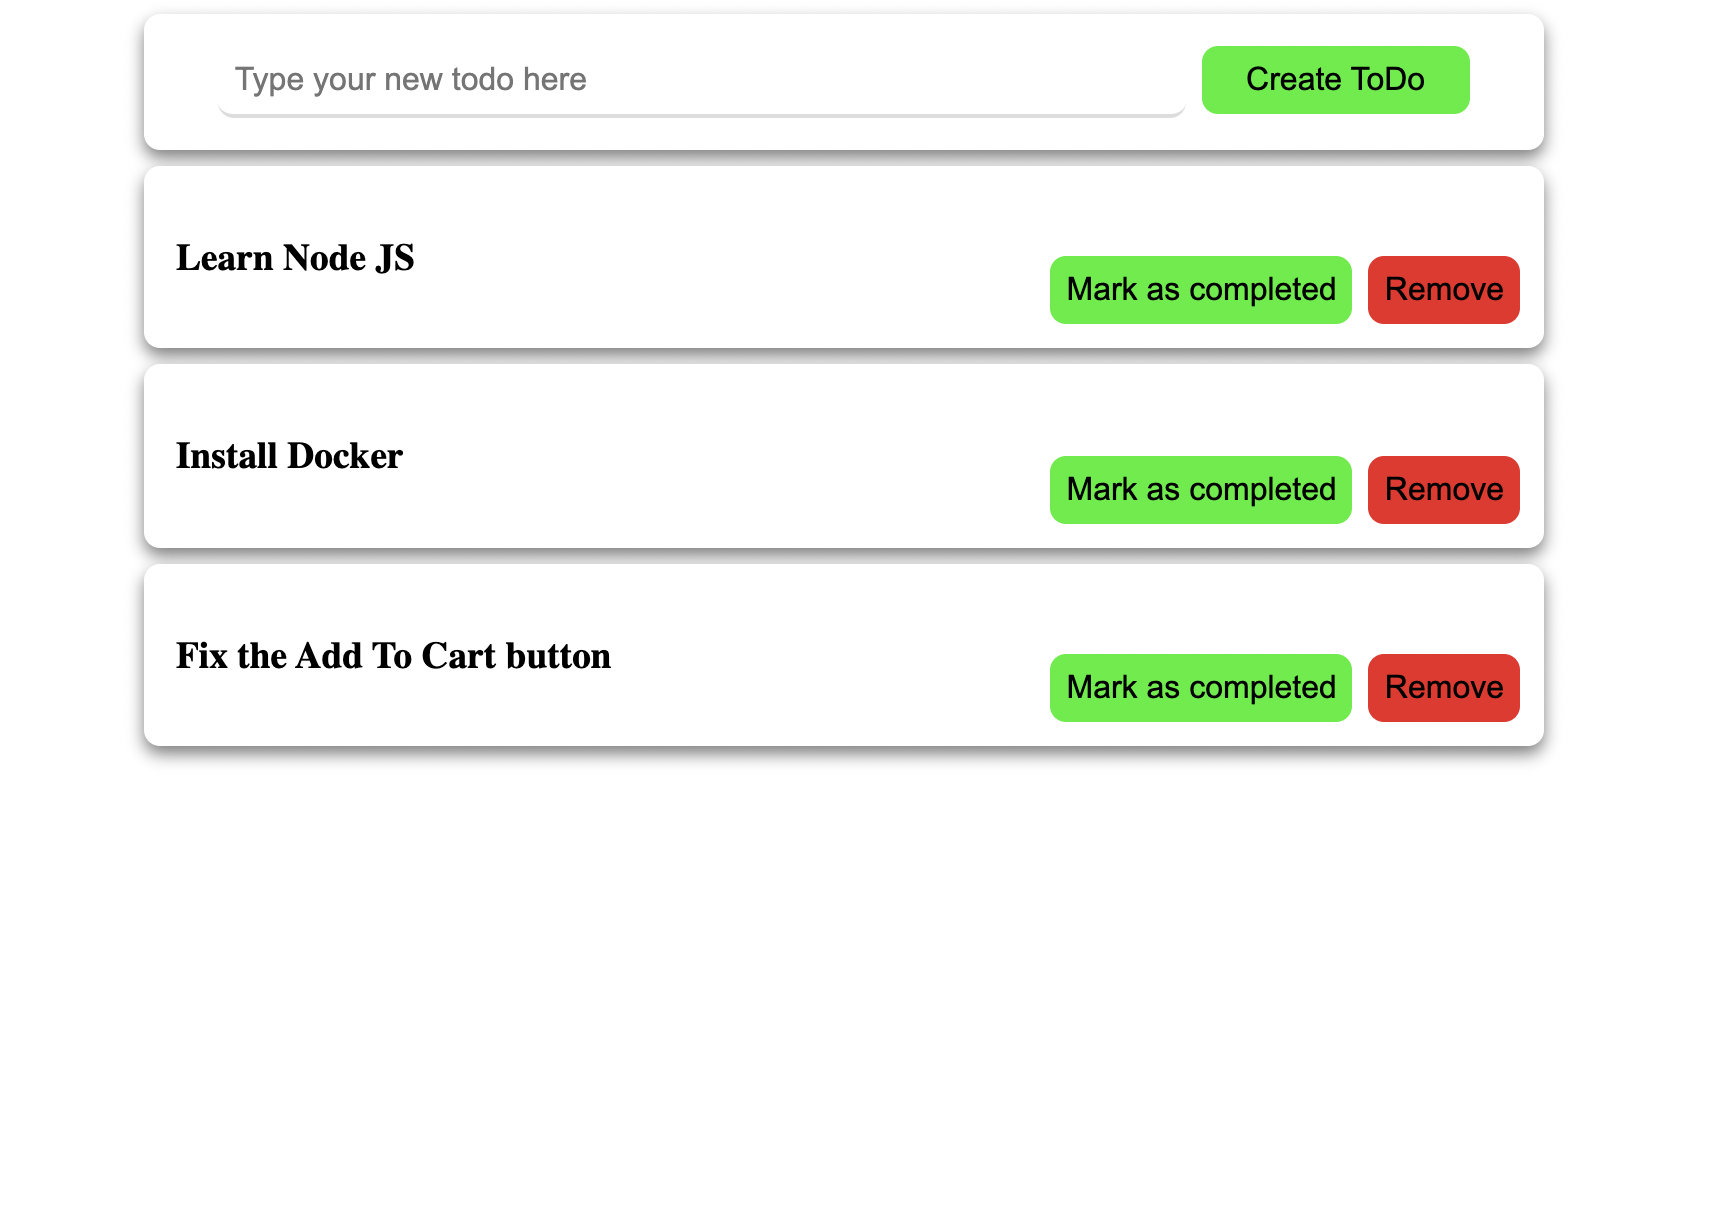 Type your new todo here
Create ToDo
Learn Node JS
Mark as completed
Remove
Install Docker
Mark as completed
Remove
Fix the Add To Cart button
Mark as completed
Remove